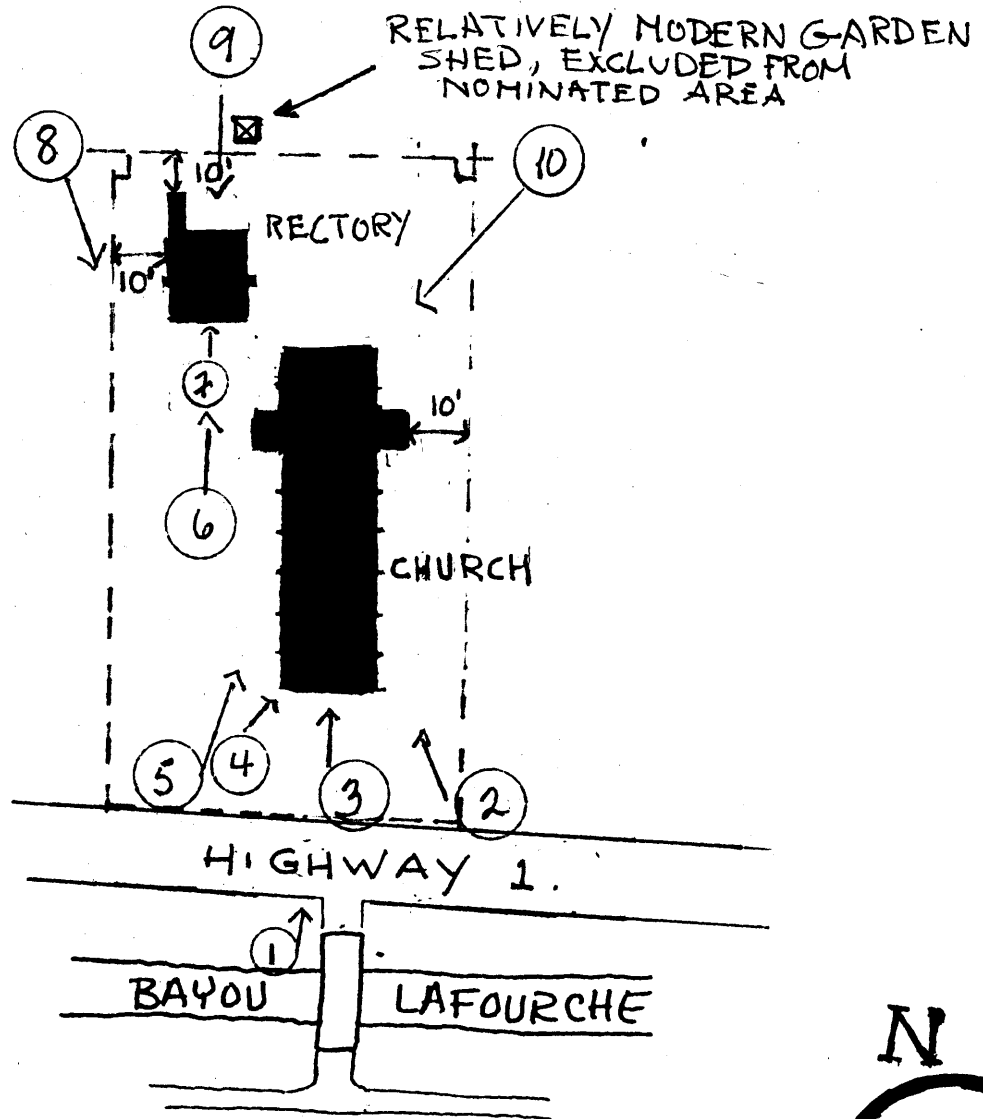 9
RELATIVELY MODERN GARDEN
SHED, EXCLUDED FROM
NOMINATED AREA
8
10'
10
RECTORY
10'
7
10'
6
CHURCH
5
4
3
2
HIGHWAY 1.
1
BAYOU LAFOURCHE
N